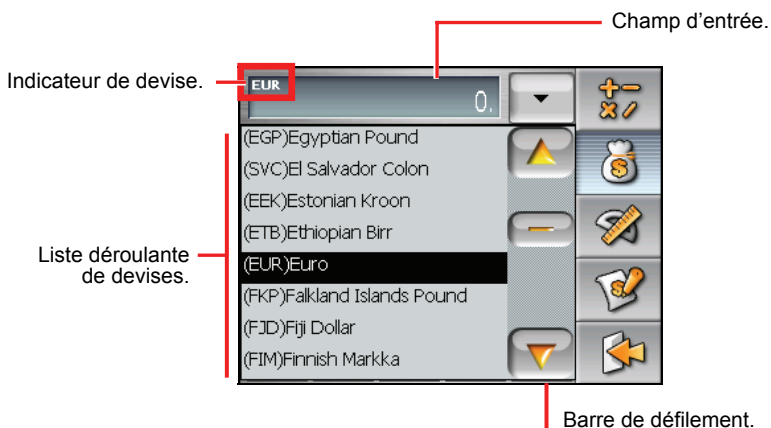 Champ d'entrée.
Indicateur de devise.
EUR
0.
(EGP)Egyptian Pound
(SVC)El Salvador Colon
(EEK)Estonian Kroon
(ETB)Ethiopian Birr
(EUR)Euro
(FKP)Falkland Islands Pound
(FJD)Fiji Dollar
(FIM)Finnish Markka
Liste déroulante
de devises.
Barre de défilement.